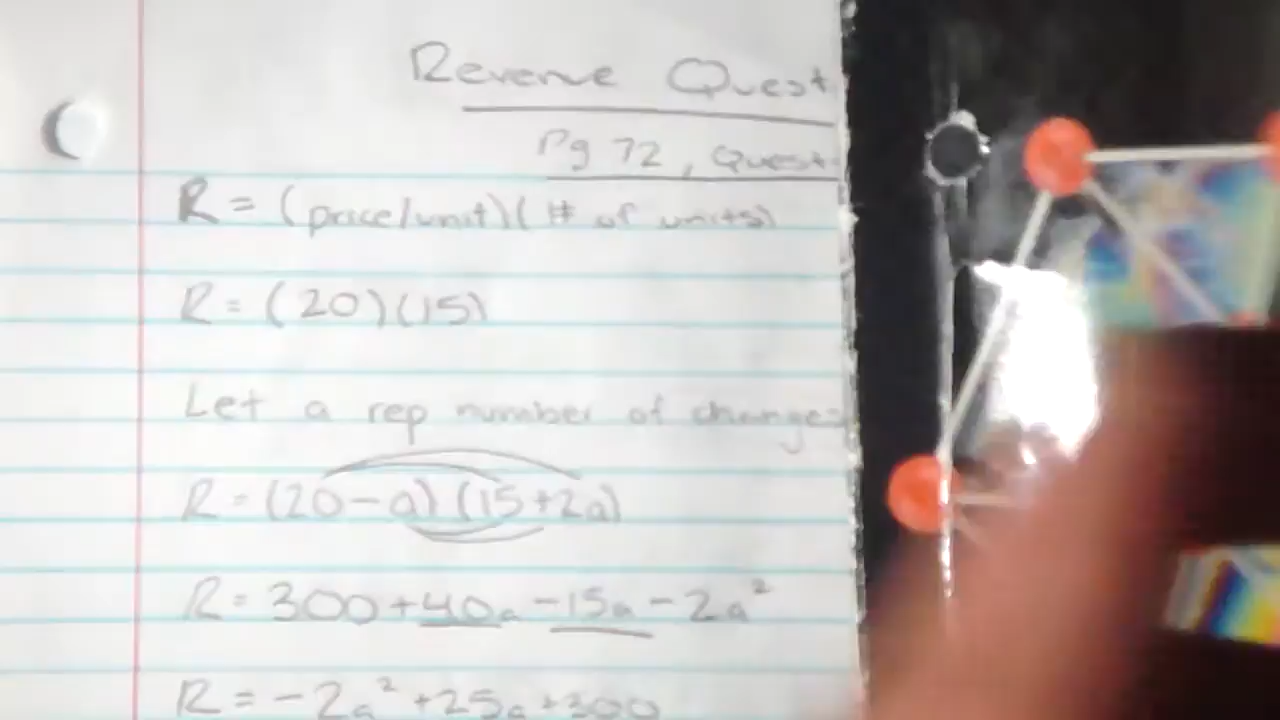 Revenue Quest
Pg 72, Quest
R = (price/unit)(# of units)
R = (20)(15)
Let a rep number of changes
R = (20-a)(15+2a)
R = 300+40a-15a-2a²
R = -2a²+25a+300